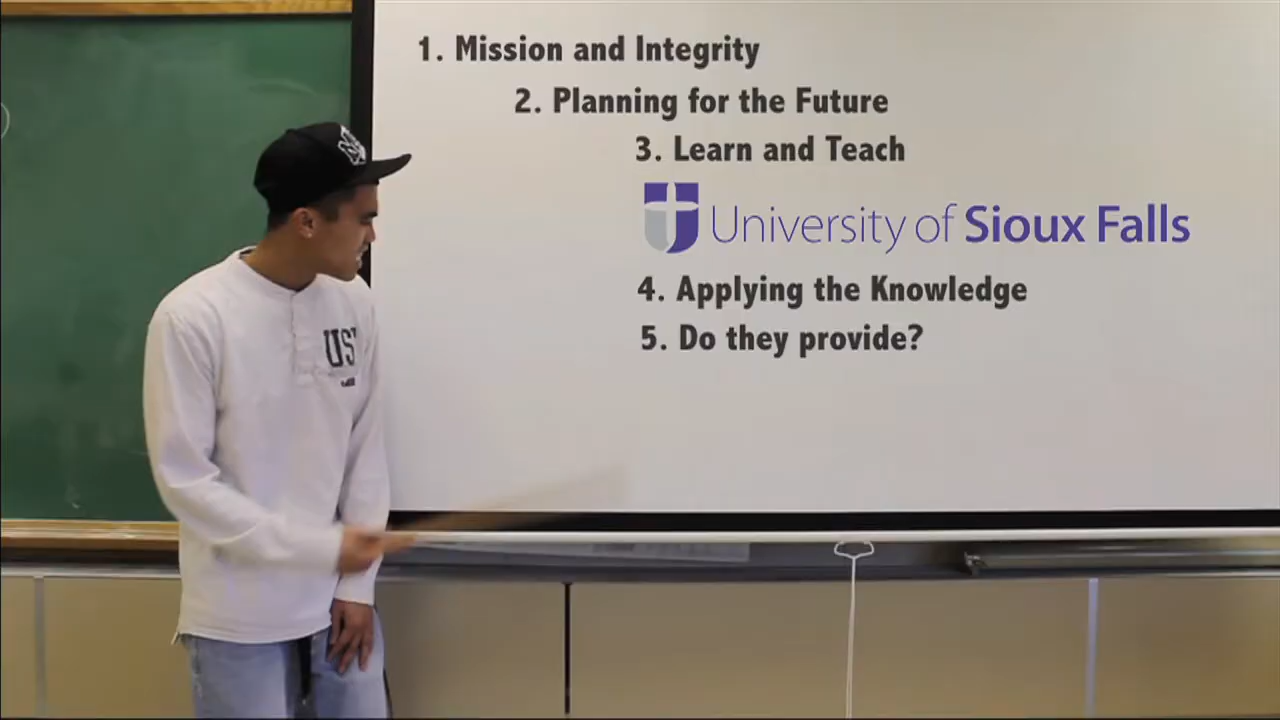 1. Mission and Integrity
2. Planning for the Future
3. Learn and Teach
University of Sioux Falls
4. Applying the Knowledge
5. Do they provide?
US